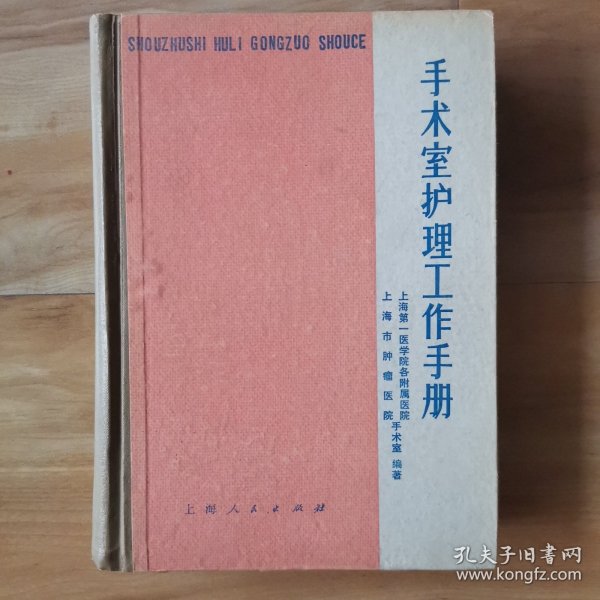 SHOUZHUSHI HULI GONGZUO SHOUCE
手术室护理工作手册
上海第一医学院各附属医院
上海市肿瘤医院
手术室 编著
上海人民出版社
孔夫子旧书网
www.kongfz.com